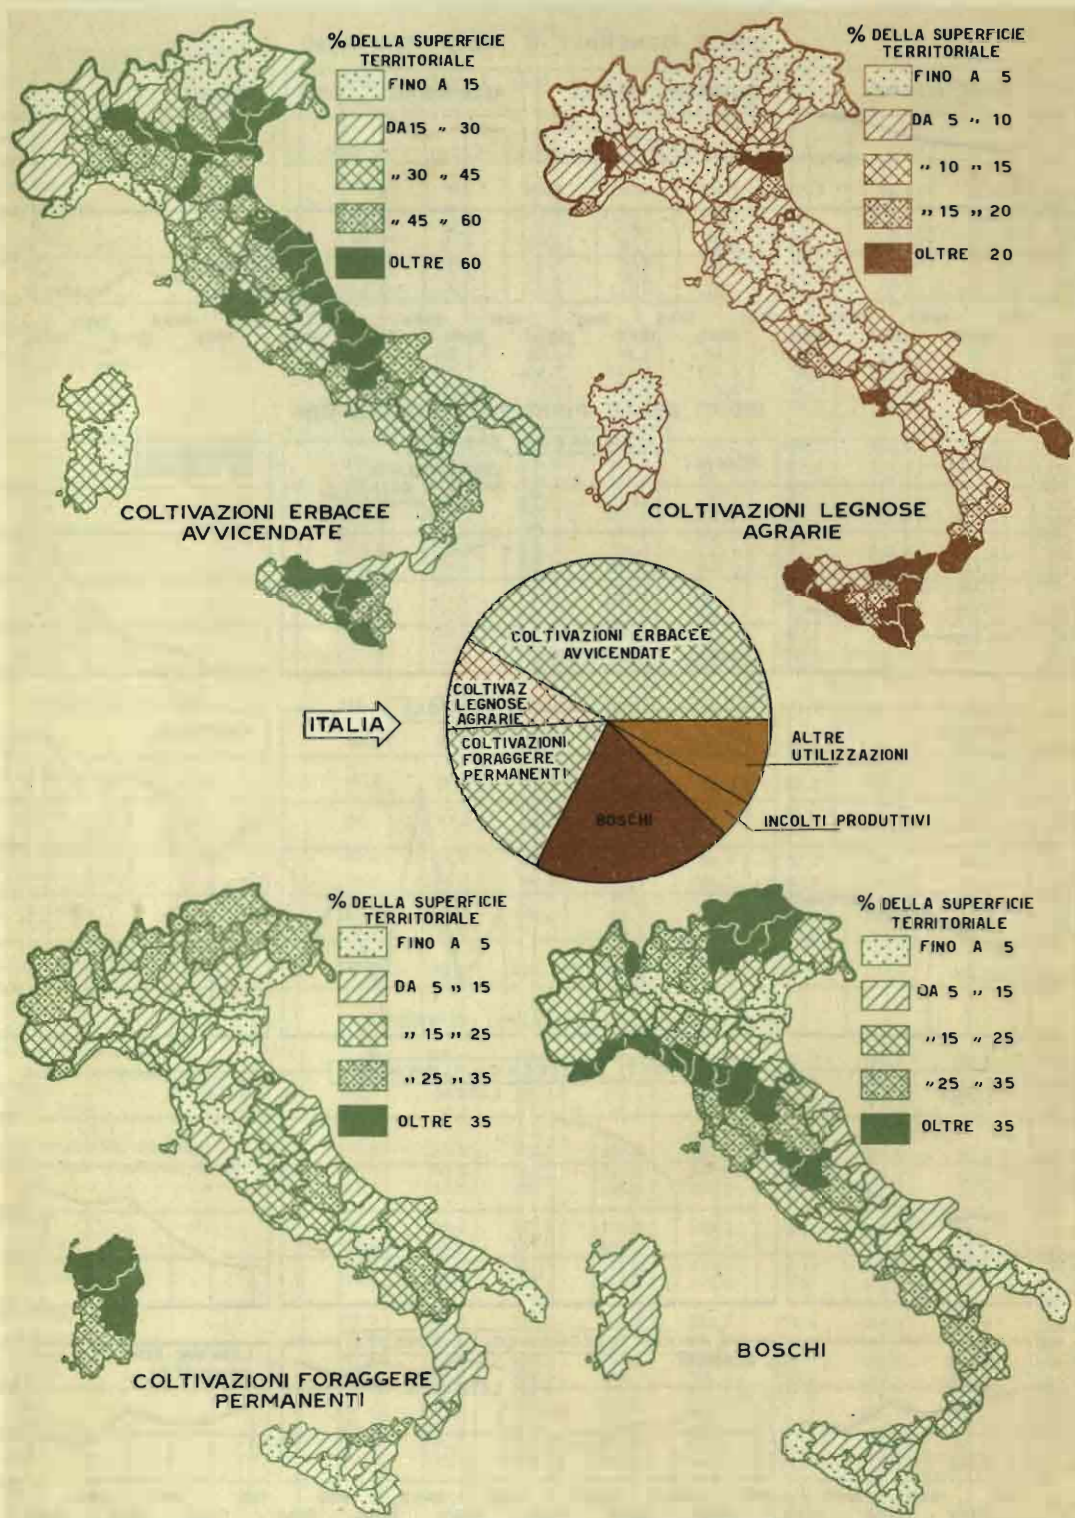 % DELLA SUPERFICIE
TERRITORIALE
FINO A 15
DA 15 „ 30
„ 30 „ 45
„ 45 „ 60
OLTRE 60
COLTIVAZIONI ERBACEE
AVVICENDATE
% DELLA SUPERFICIE
TERRITORIALE
FINO A 5
DA 5 „ 10
„ 10 „ 15
„ 15 „ 20
OLTRE 20
COLTIVAZIONI LEGNOSE
AGRARIE
ITALIA
COLTIVAZIONI ERBACEE
AVVICENDATE
COLTIVAZ
LEGNOSE
AGRARIE
COLTIVAZIONI
FORAGGERE
PERMANENTI
BOSCHI
ALTRE
UTILIZZAZIONI
INCOLTI PRODUTTIVI
% DELLA SUPERFICIE
TERRITORIALE
FINO A 5
DA 5 „ 15
„ 15 „ 25
„ 25 „ 35
OLTRE 35
COLTIVAZIONI FORAGGERE
PERMANENTI
% DELLA SUPERFICIE
TERRITORIALE
FINO A 5
DA 5 „ 15
„ 15 „ 25
„ 25 „ 35
OLTRE 35
BOSCHI